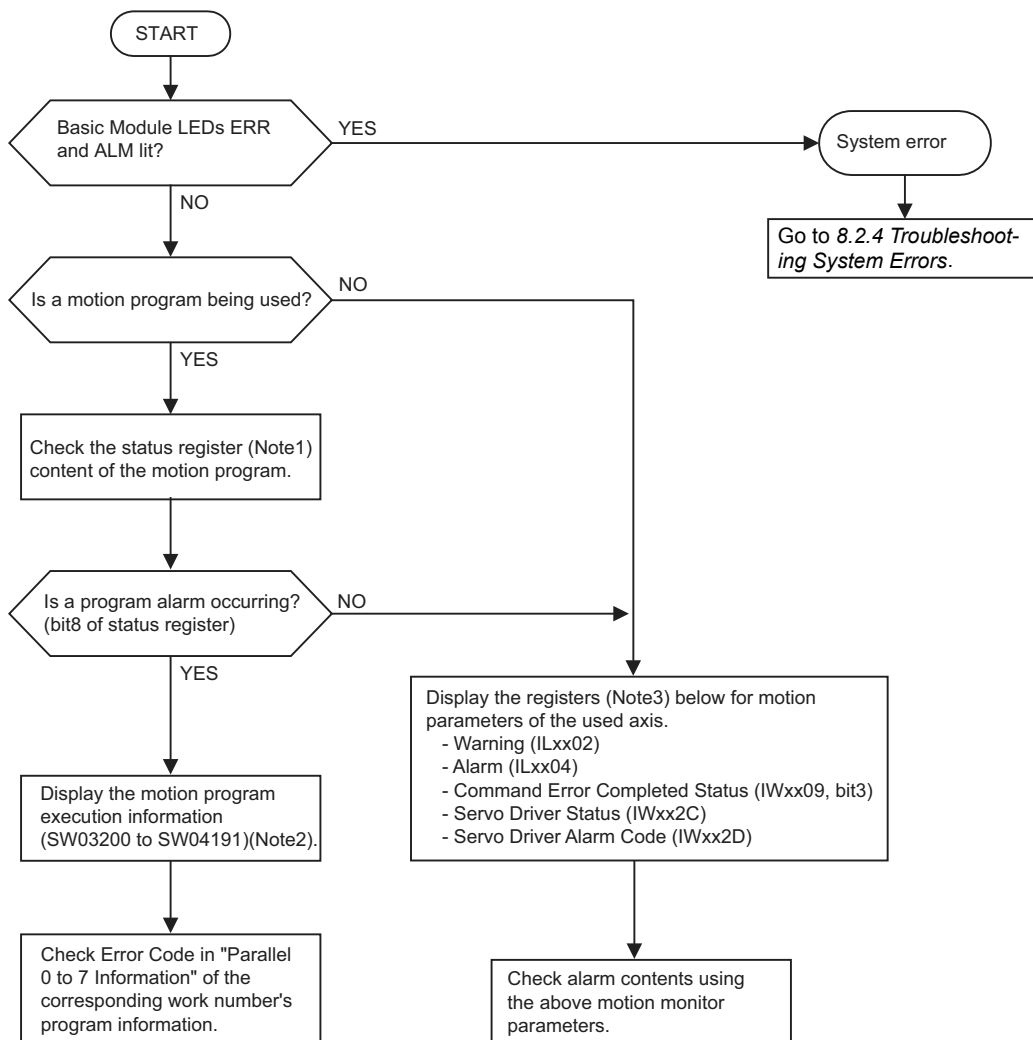 START
Basic Module LEDs ERR
and ALM lit?
YES
System error
NO
Go to 8.2.4 Troubleshoot-
ing System Errors.
Is a motion program being used?
NO
YES
Check the status register (Note1)
content of the motion program.
Is a program alarm occurring?
(bit8 of status register)
NO
YES
Display the registers (Note3) below for motion
parameters of the used axis.
- Warning (ILxx02)
- Alarm (ILxx04)
- Command Error Completed Status (IWxx09, bit3)
- Servo Driver Status (IWxx2C)
- Servo Driver Alarm Code (IWxx2D)
Display the motion program
execution information
(SW03200 to SW04191)(Note2).
Check Error Code in "Parallel
0 to 7 Information" of the
corresponding work number's
program information.
Check alarm contents using
the above motion monitor
parameters.